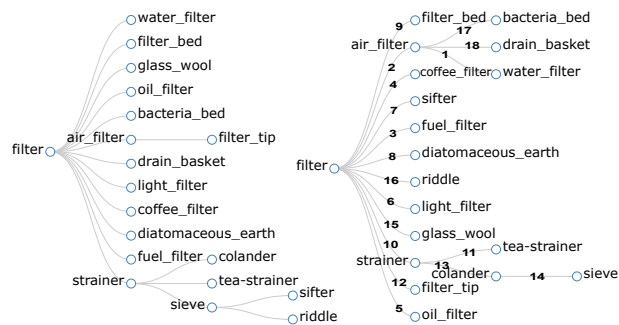 water_filter
filter_bed
glass_wool
oil_filter
bacteria_bed
air_filter filter_tip
filter
drain_basket
light_filter
coffee_filter
diatomaceous_earth
fuel_filter colander
strainer tea-strainer
sieve sifter
riddle
9 filter_bed bacteria_bed
17
air_filter 18 drain_basket
1
2
4 coffee_filter water_filter
7 sifter
3 fuel_filter
8 diatomaceous_earth
filter
16 riddle
6 light_filter
15 glass_wool
10 11 tea-strainer
strainer 13
colander 14 sieve
12 filter_tip
5 oil_filter